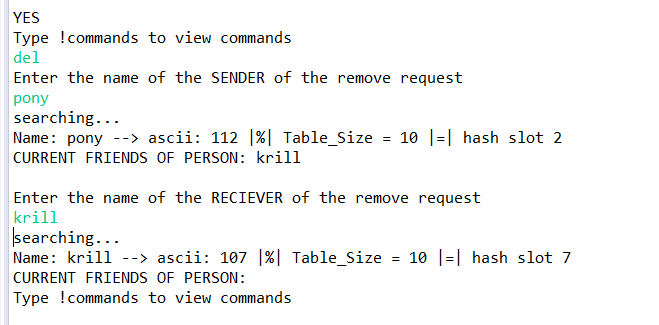 YES
Type !commands to view commands
del
Enter the name of the SENDER of the remove request
pony
searching...
Name: pony --> ascii: 112 |%| Table_Size = 10 |=| hash slot 2
CURRENT FRIENDS OF PERSON: krill
Enter the name of the RECIEVER of the remove request
krill
searching...
Name: krill --> ascii: 107 |%| Table_Size = 10 |=| hash slot 7
CURRENT FRIENDS OF PERSON:
Type !commands to view commands